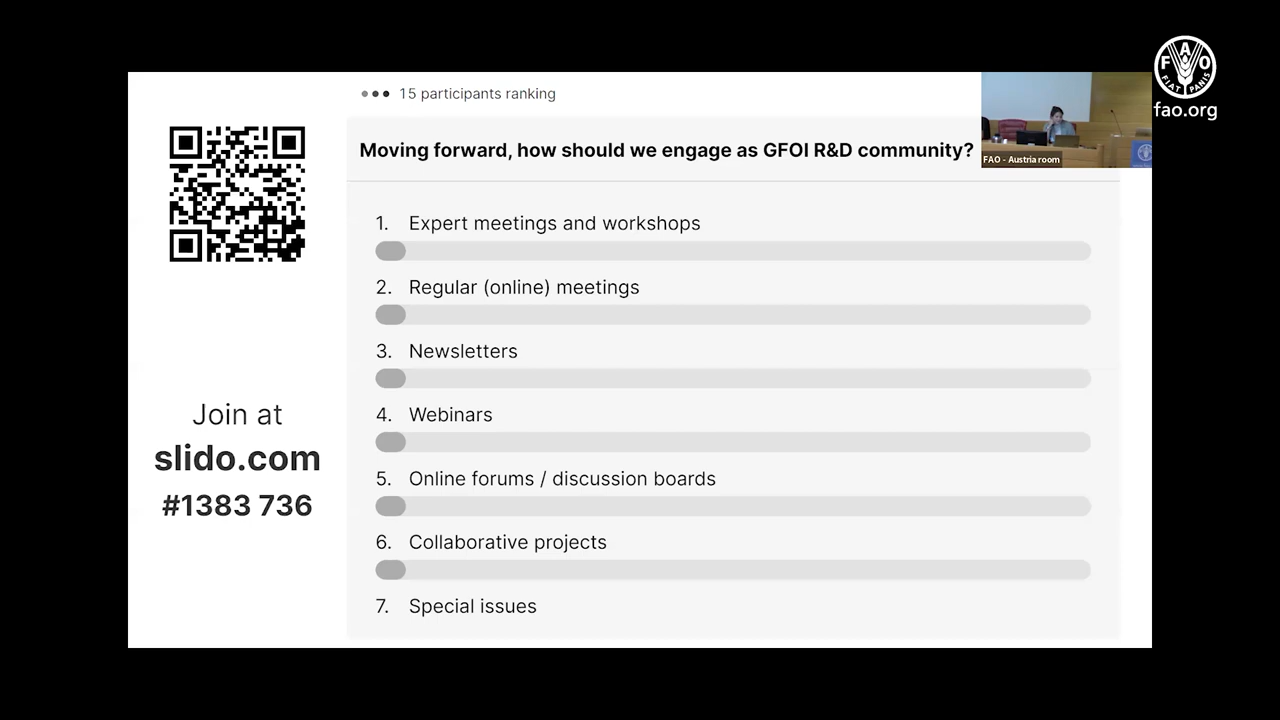 15 participants ranking
Moving forward, how should we engage as GFOI R&D community?
1. Expert meetings and workshops
2. Regular (online) meetings
3. Newsletters
4. Webinars
5. Online forums / discussion boards
6. Collaborative projects
7. Special issues
Join at
slido.com
#1383 736
FAO - Austria room
F A O
FIAT PANIS
fao.org